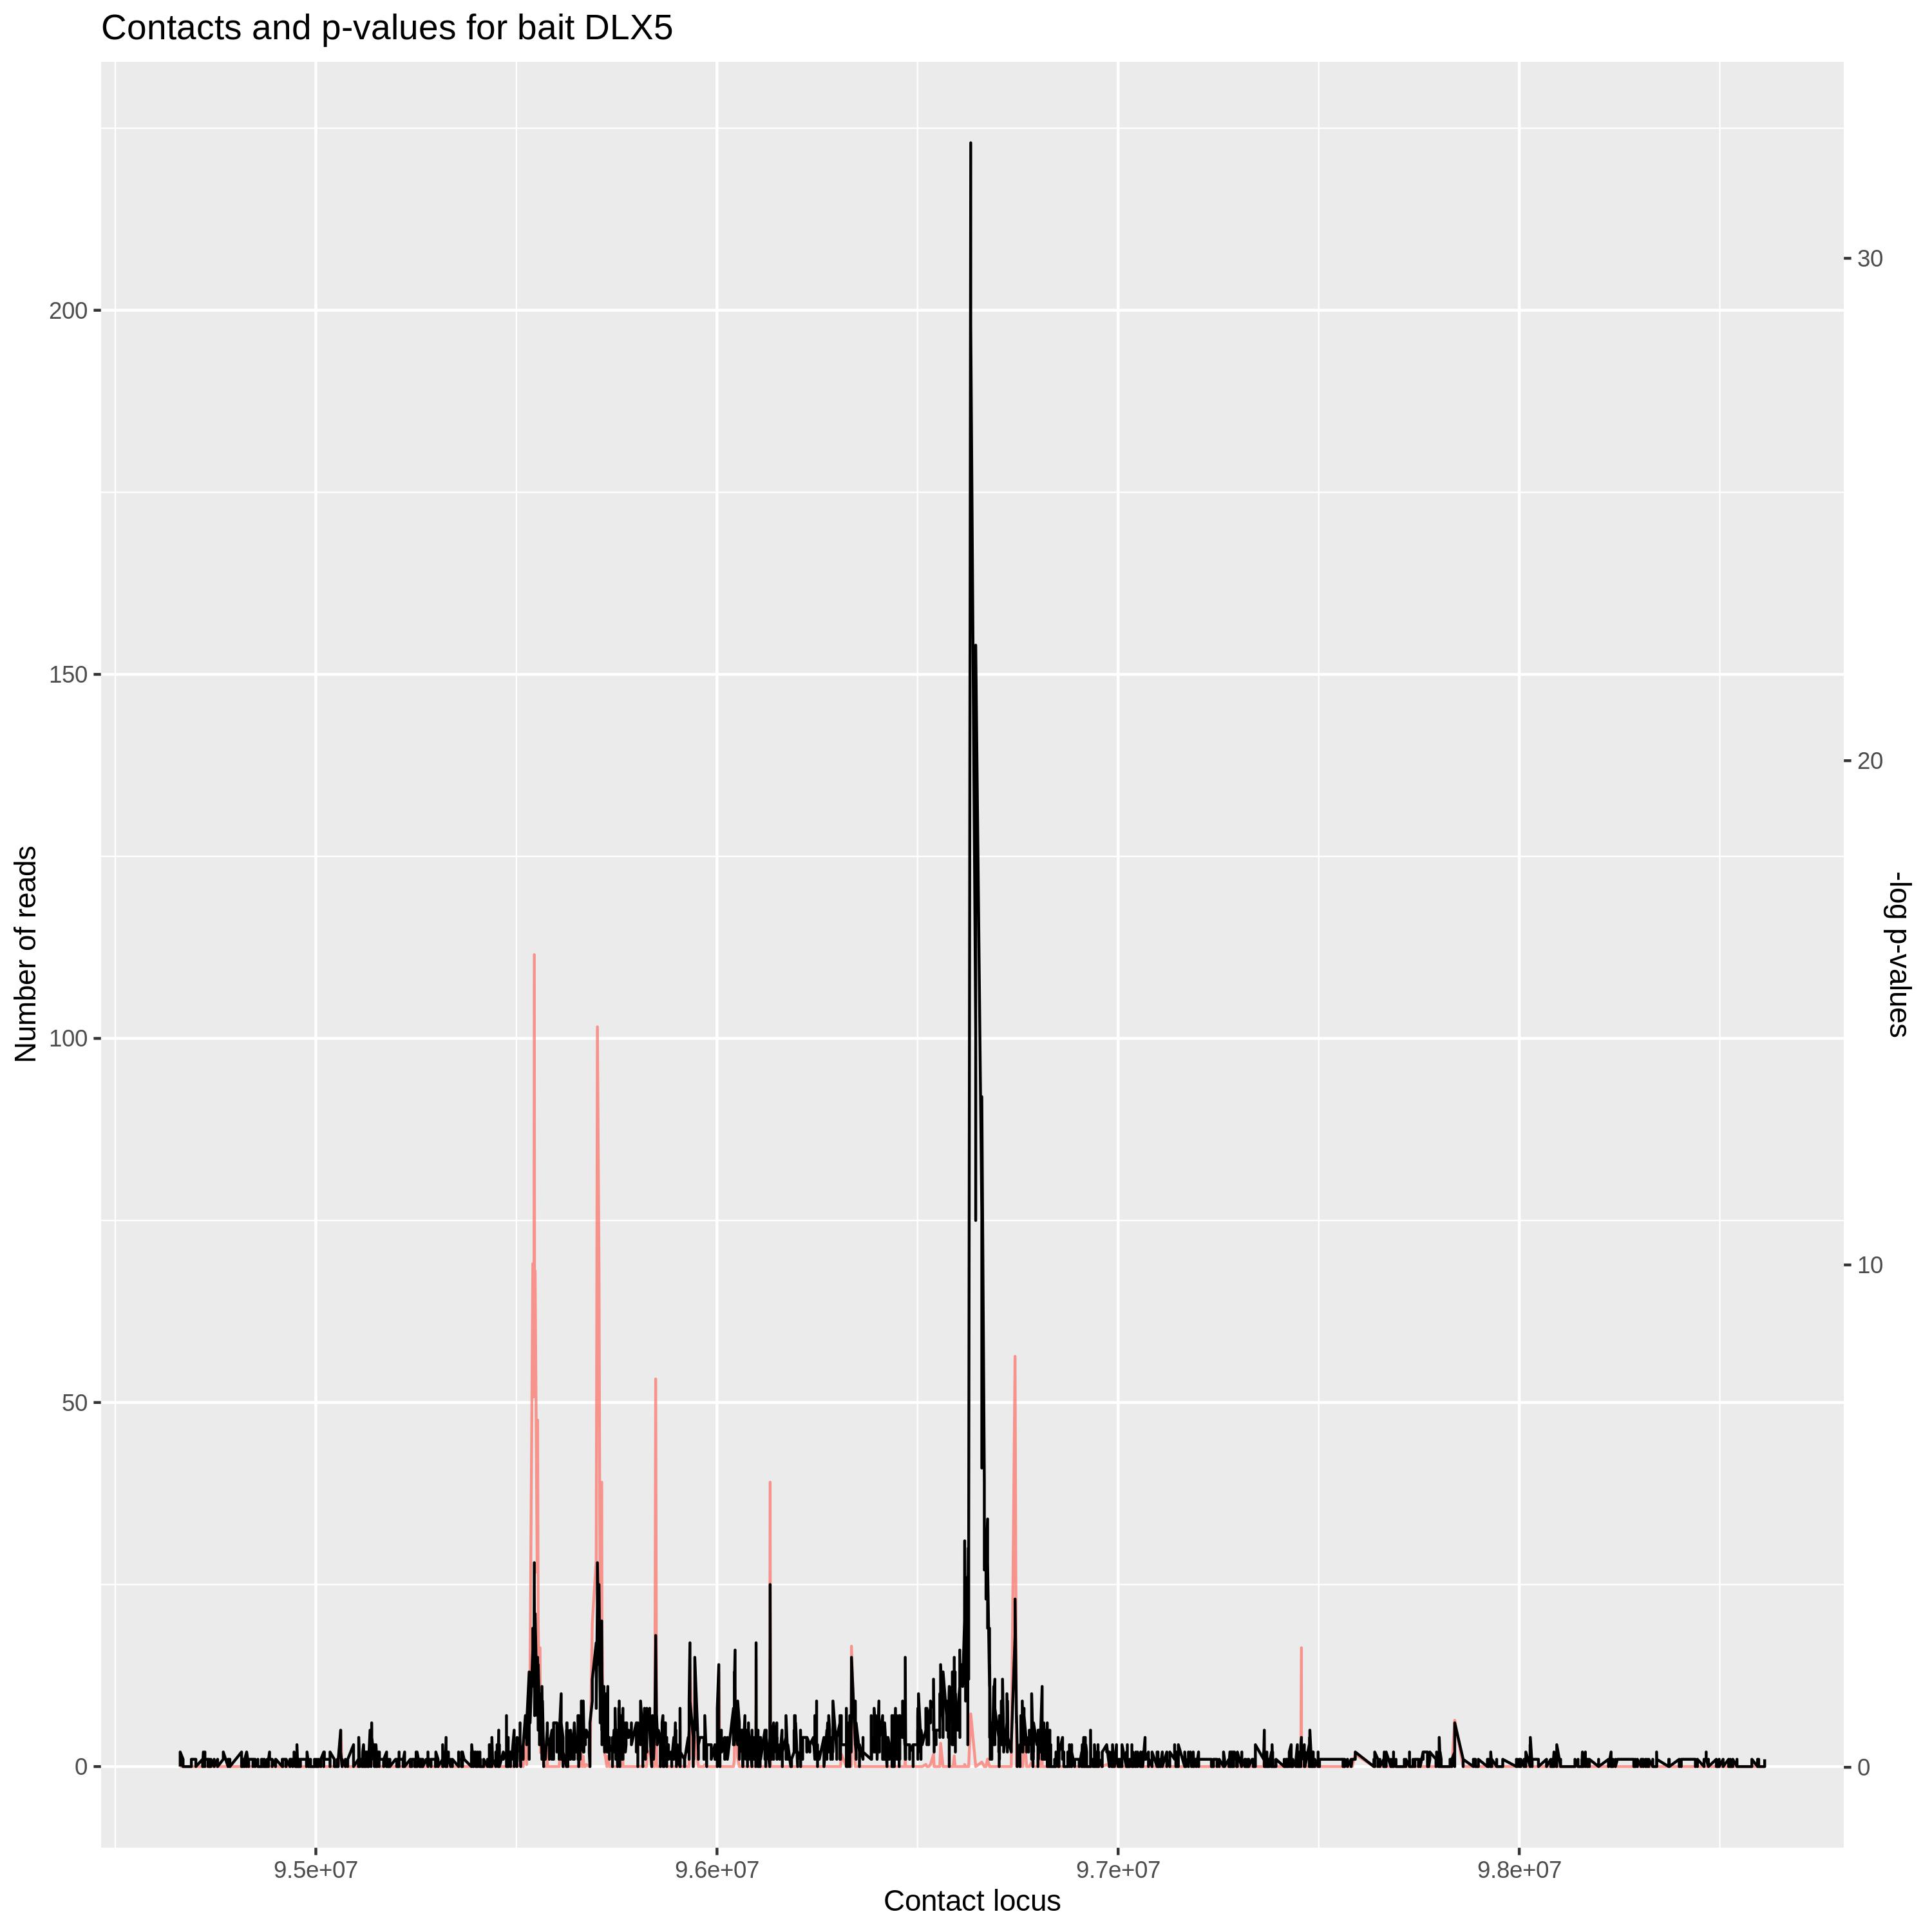 Contacts and p-values for bait DLX5
Number of reads
200
150
100
50
0
30
20
10
0
-log p-values
9.5e+07
9.6e+07
9.7e+07
9.8e+07
Contact locus